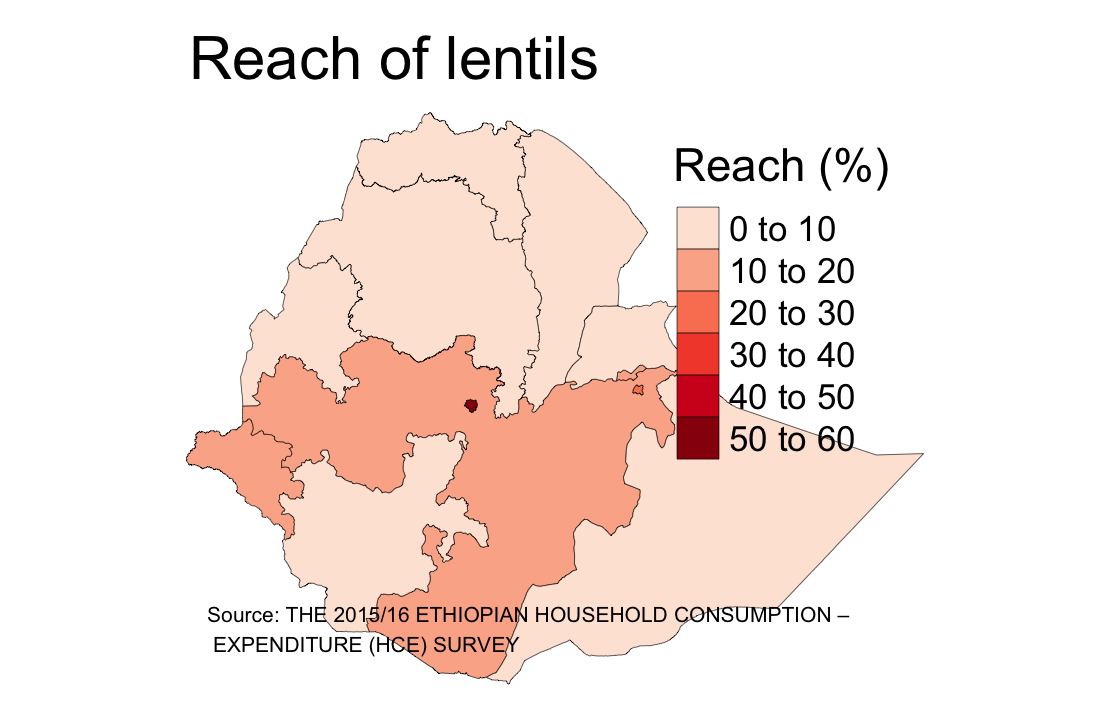 Reach of lentils
Reach (%)
0 to 10
10 to 20
20 to 30
30 to 40
40 to 50
50 to 60
Source: THE 2015/16 ETHIOPIAN HOUSEHOLD CONSUMPTION –
EXPENDITURE (HCE) SURVEY